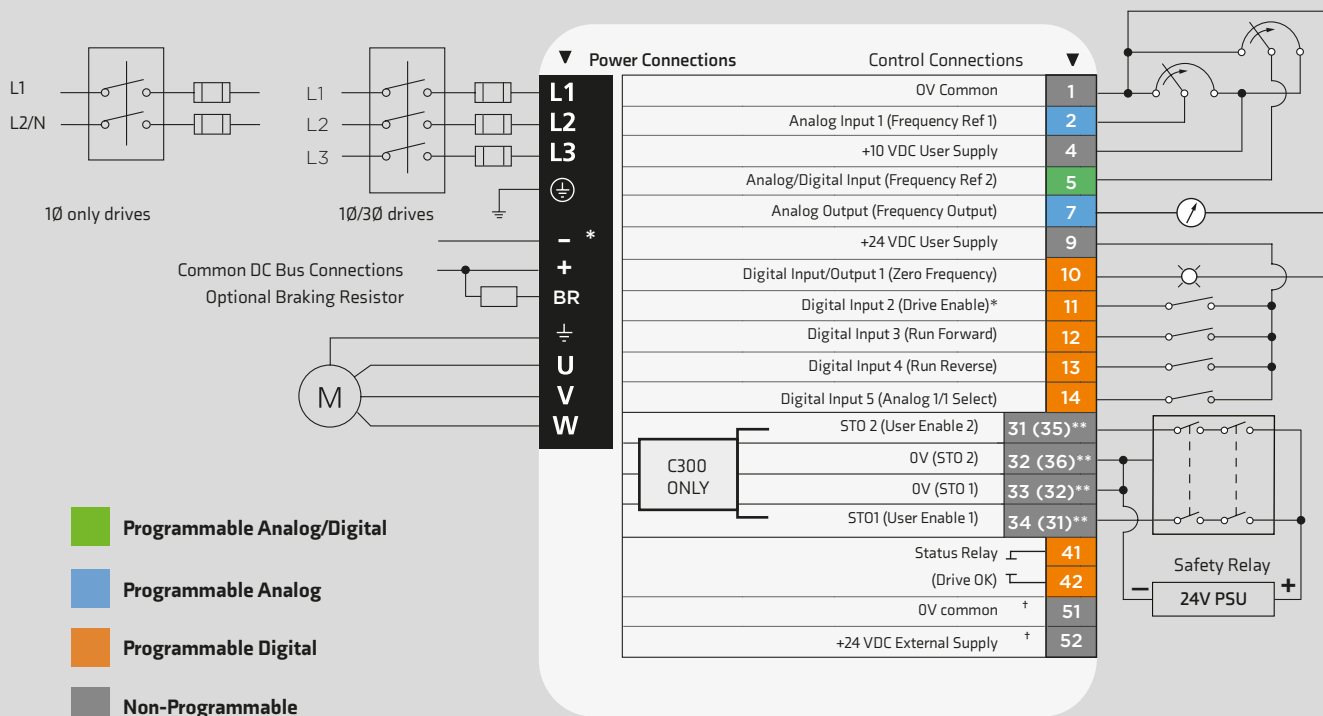 ▼ Power Connections
Control Connections ▼
L1
L2/N
1Ø only drives
L1
L2
L3
1Ø/3Ø drives
Common DC Bus Connections
Optional Braking Resistor
M
L1
L2
L3
– *
+
BR
U
V
W
0V Common 1
Analog Input 1 (Frequency Ref 1) 2
+10 VDC User Supply 4
Analog/Digital Input (Frequency Ref 2) 5
Analog Output (Frequency Output) 7
+24 VDC User Supply 9
Digital Input/Output 1 (Zero Frequency) 10
Digital Input 2 (Drive Enable)* 11
Digital Input 3 (Run Forward) 12
Digital Input 4 (Run Reverse) 13
Digital Input 5 (Analog 1/1 Select) 14
C300
ONLY
STO 2 (User Enable 2) 31 (35)**
0V (STO 2) 32 (36)**
0V (STO 1) 33 (32)**
STO1 (User Enable 1) 34 (31)**
Status Relay 41
(Drive OK) 42
0V common † 51
+24 VDC External Supply † 52
Safety Relay
– 24V PSU +
Programmable Analog/Digital
Programmable Analog
Programmable Digital
Non-Programmable